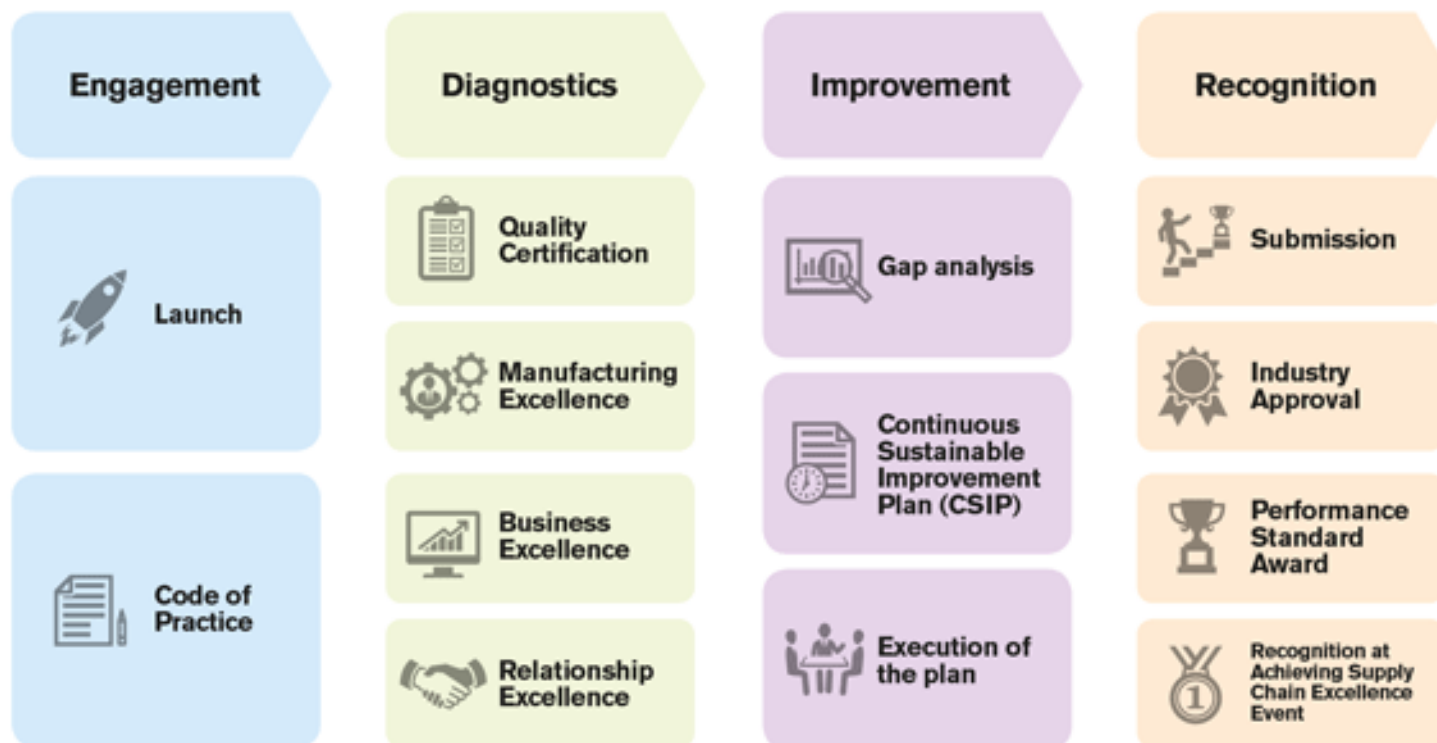 Engagement
Diagnostics
Improvement
Recognition
Launch
Code of
Practice
Quality
Certification
Manufacturing
Excellence
Business
Excellence
Relationship
Excellence
Gap analysis
Continuous
Sustainable
Improvement
Plan (CSIP)
Execution of
the plan
Submission
Industry
Approval
Performance
Standard
Award
1
Recognition at
Achieving Supply
Chain Excellence
Event